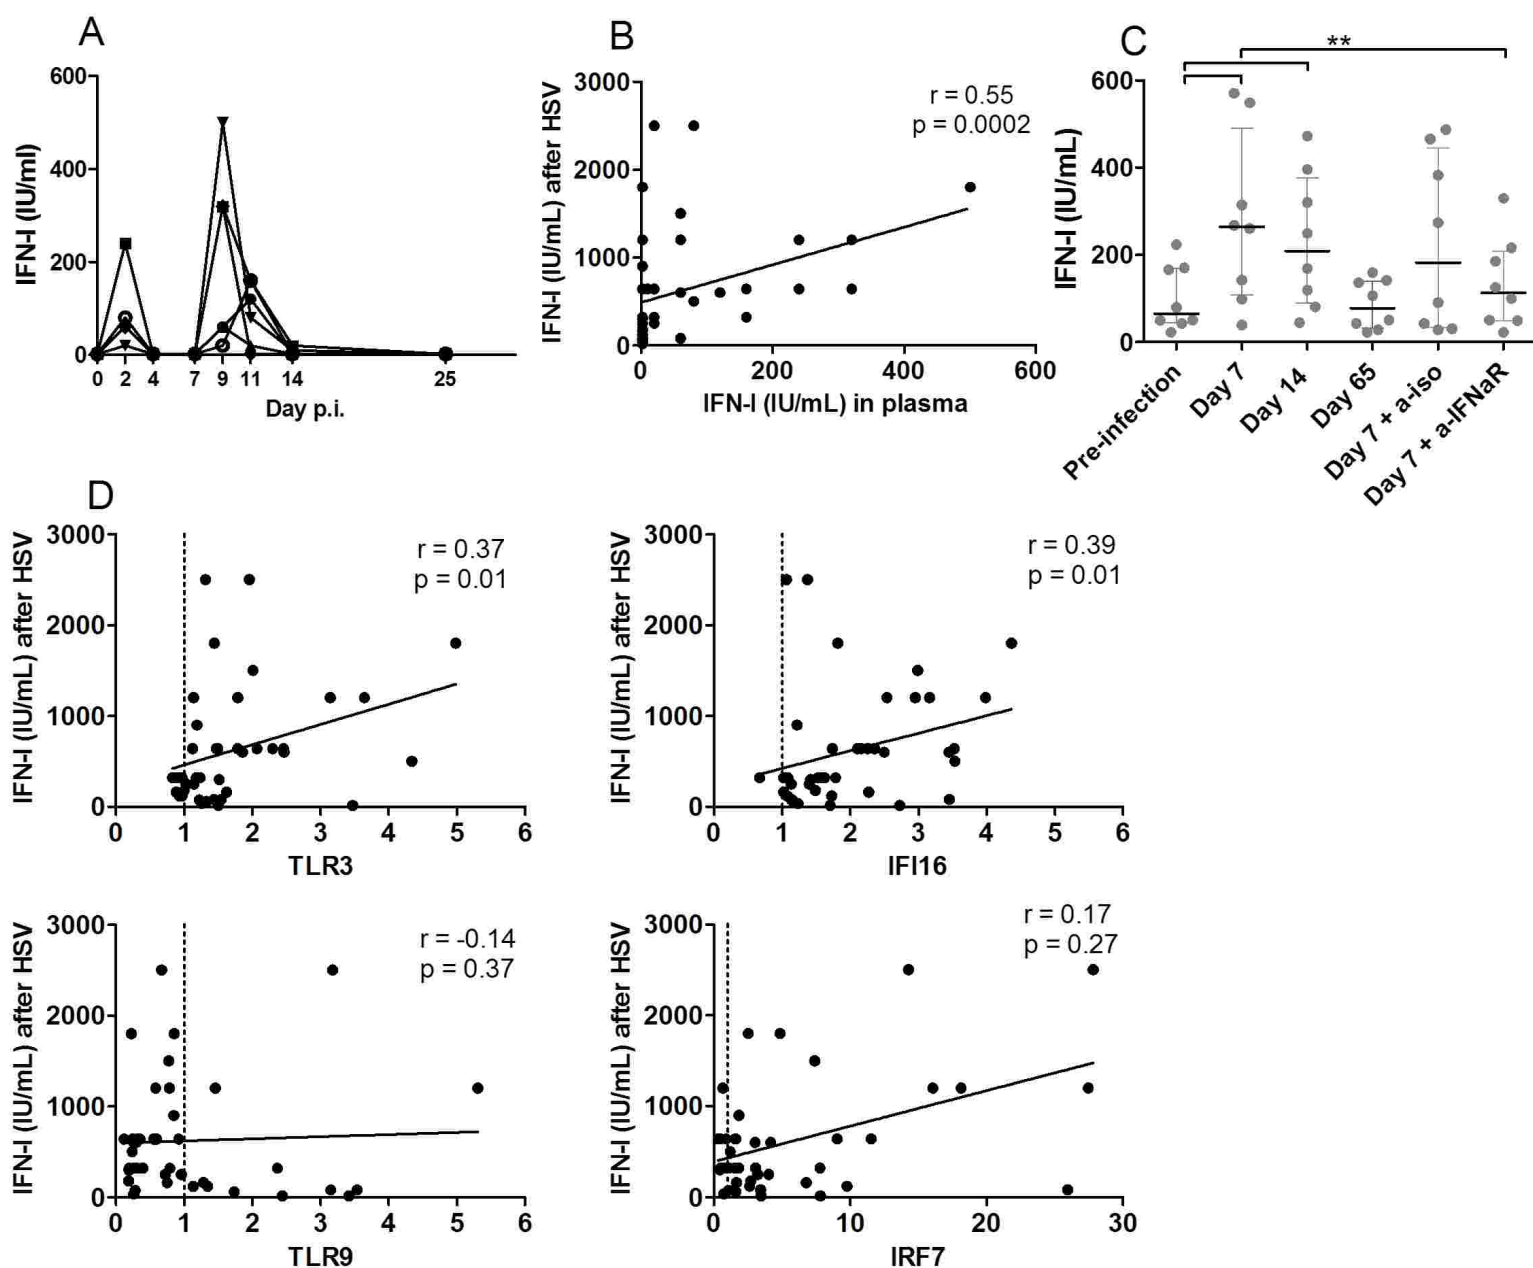 A
600
400
200
0
IFN-I (IU/ml)
0 2 4 7 9 11 14 25
Day p.i.
B
3000
2000
1000
0
IFN-I (IU/mL) after HSV
r = 0.55
p = 0.0002
0 200 400 600
IFN-I (IU/mL) in plasma
C
**
600
400
200
0
IFN-I (IU/mL)
Pre-infection
Day 7
Day 14
Day 65
Day 7 + a-iso
Day 7 + a-IFNaR
D
3000
2000
1000
0
IFN-I (IU/mL) after HSV
r = 0.37
p = 0.01
0 1 2 3 4 5 6
TLR3
3000
2000
1000
0
IFN-I (IU/mL) after HSV
r = 0.39
p = 0.01
0 1 2 3 4 5 6
IFI16
3000
2000
1000
0
IFN-I (IU/mL) after HSV
r = -0.14
p = 0.37
0 1 2 3 4 5 6
TLR9
3000
2000
1000
0
IFN-I (IU/mL) after HSV
r = 0.17
p = 0.27
0 10 20 30
IRF7